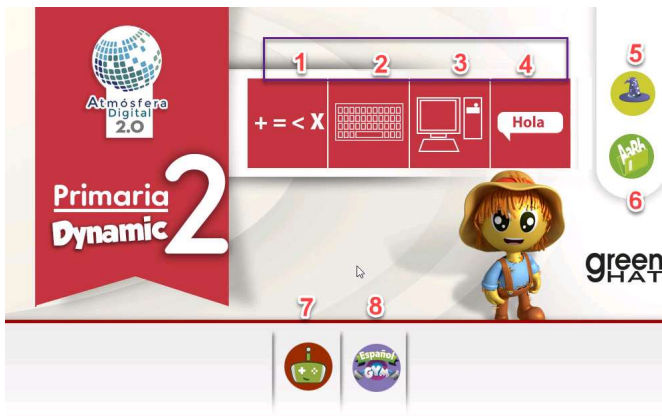 1 2 3 4
5
Atmósfera
Digital
2.0
+ = < X
Hola
AaRh
6
Primaria
Dynamic 2
green
HAT
7 8
Español
GYM